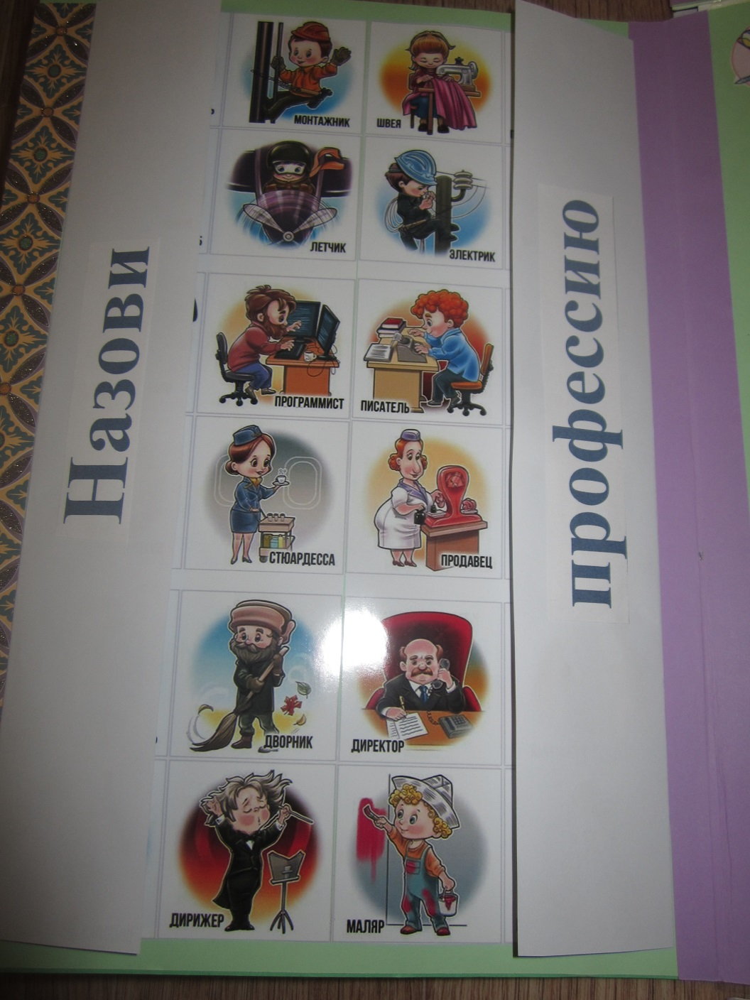 Назови
профессию
МОНТАЖНИК
ШВЕЯ
ЛЕТЧИК
ЭЛЕКТРИК
ПРОГРАММИСТ
ПИСАТЕЛЬ
СТЮАРДЕССА
ПРОДАВЕЦ
ДВОРНИК
ДИРЕКТОР
ДИРИЖЕР
МАЛЯР